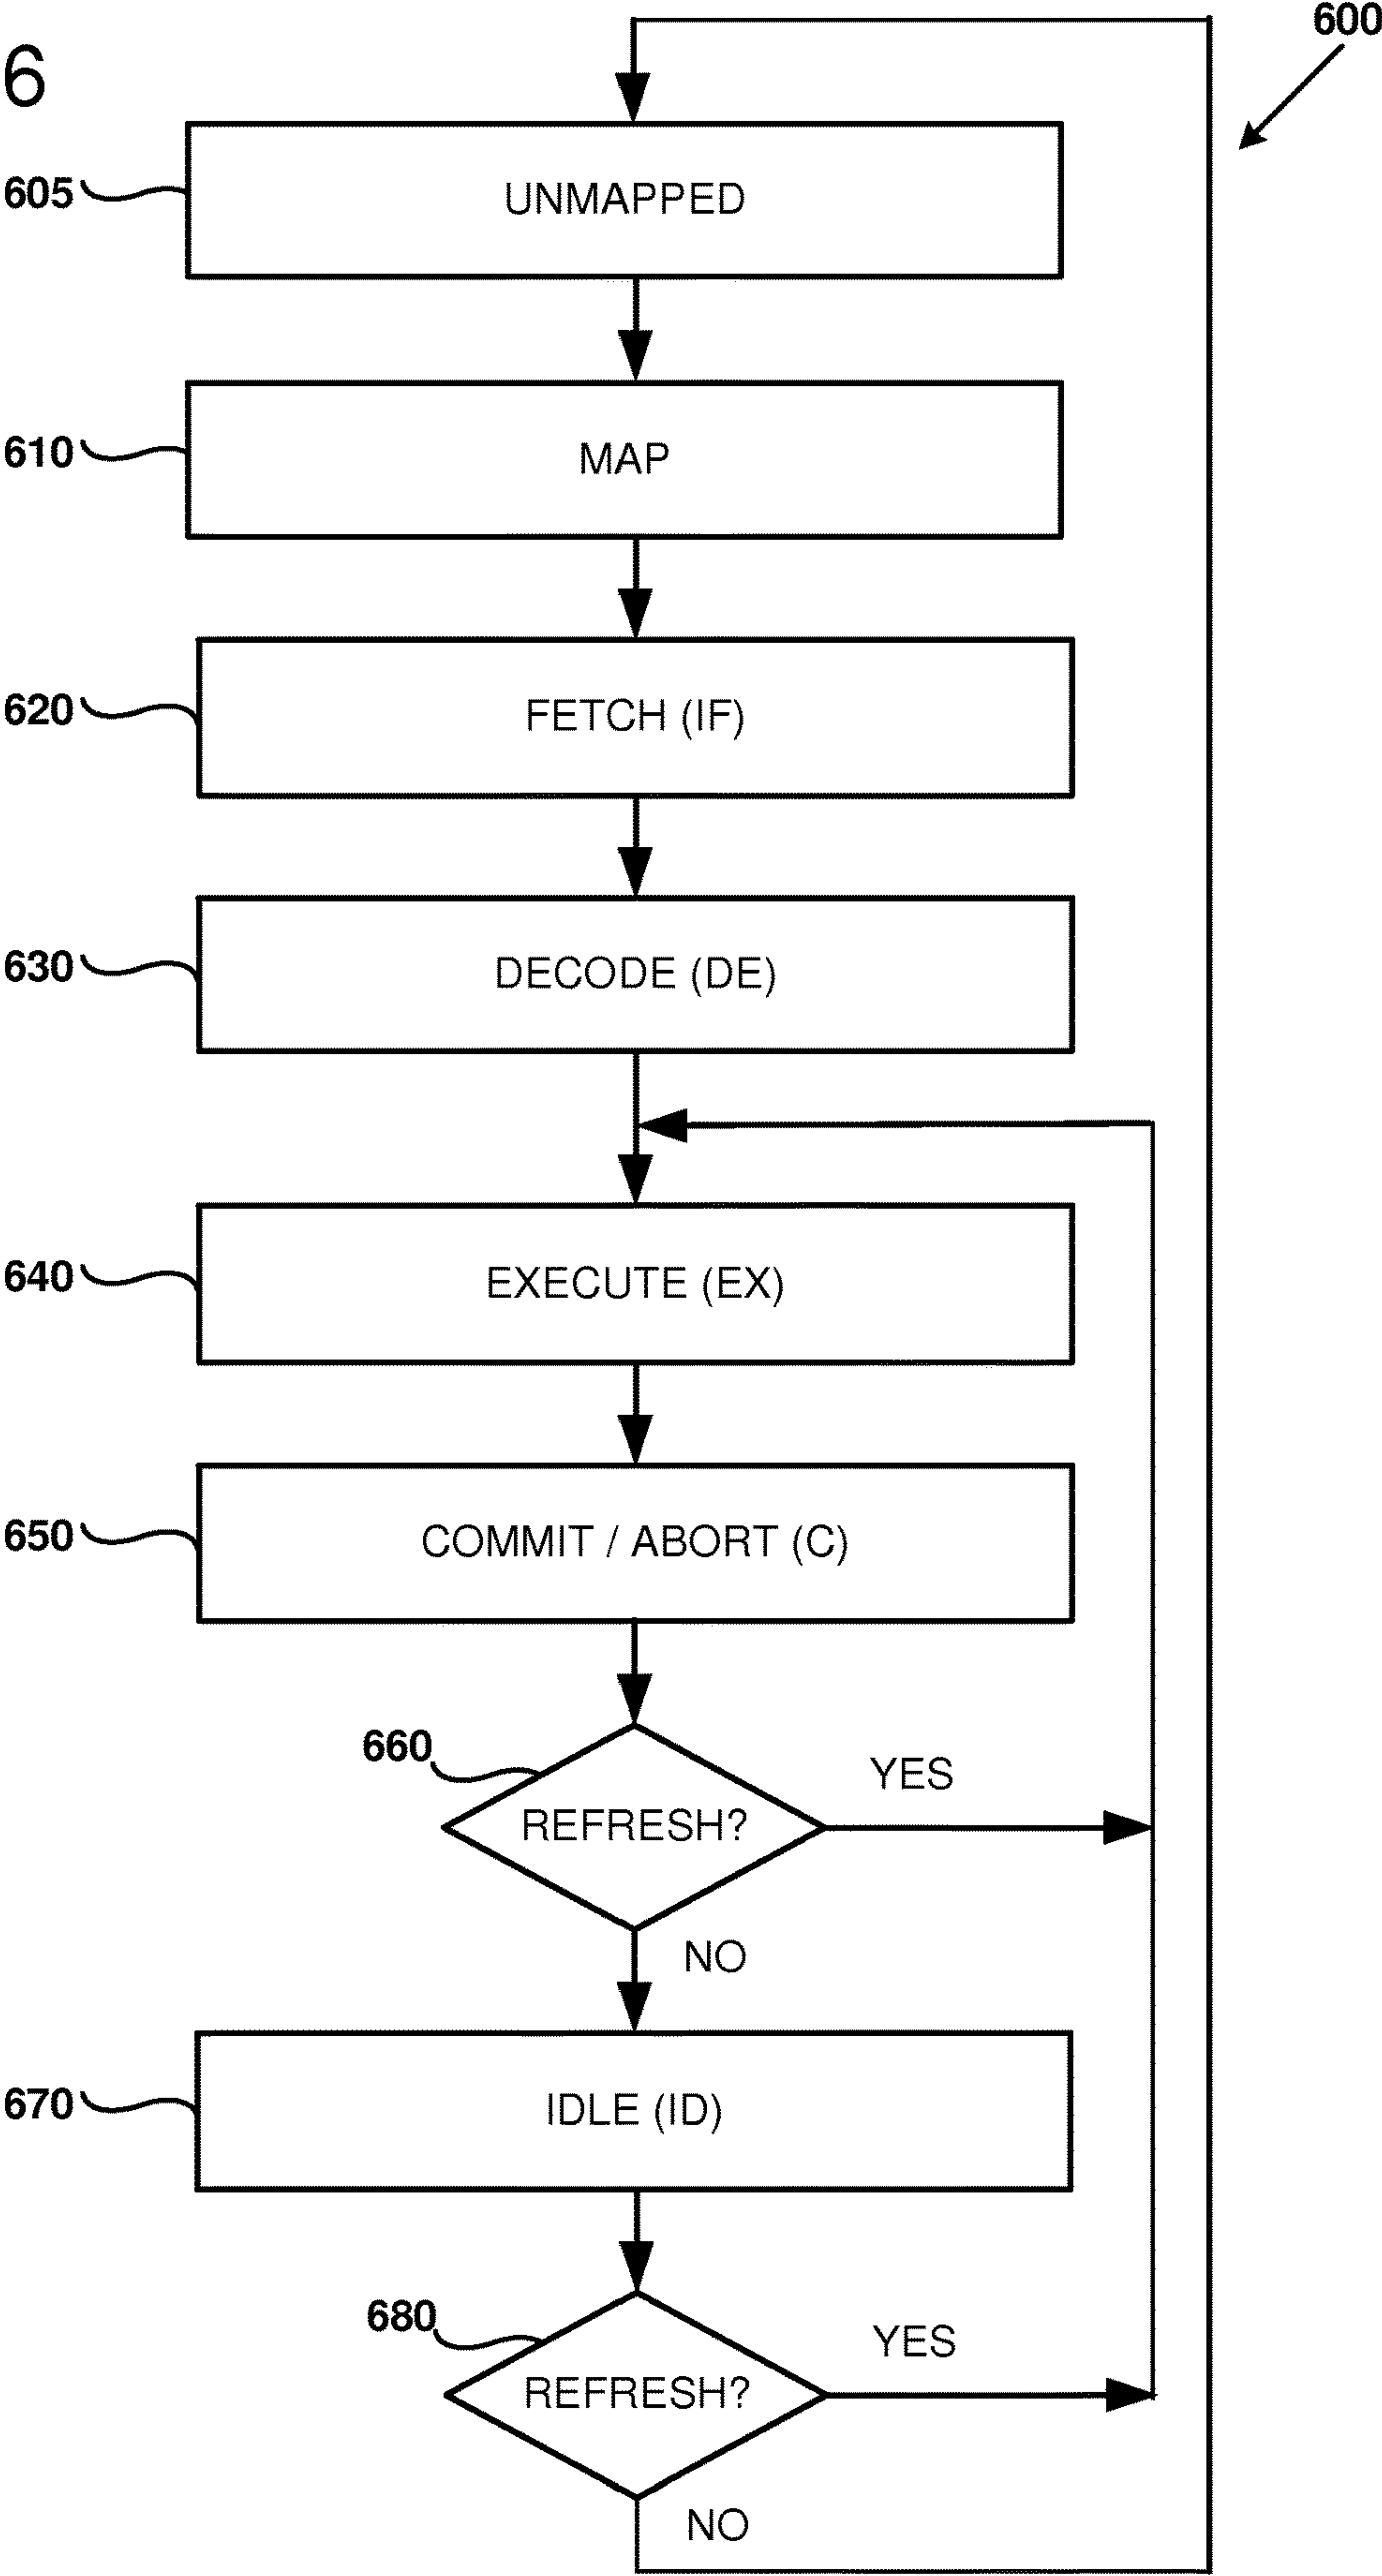 600
6
605
UNMAPPED
610
MAP
620
FETCH (IF)
630
DECODE (DE)
640
EXECUTE (EX)
650
COMMIT / ABORT (C)
660
YES
REFRESH?
NO
670
IDLE (ID)
680
YES
REFRESH?
NO